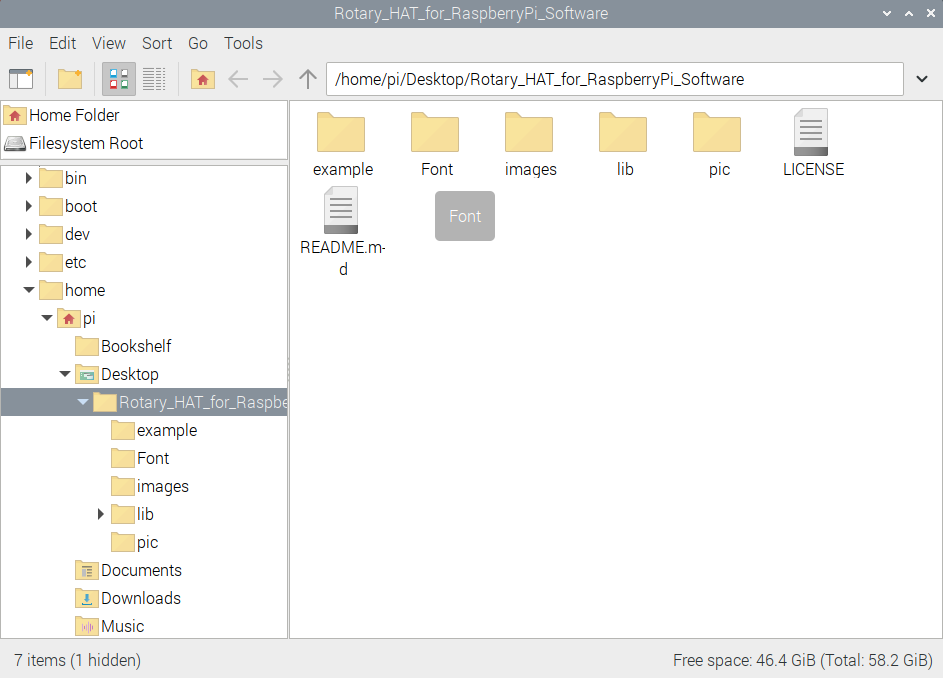 Rotary_HAT_for_RaspberryPi_Software
File Edit View Sort Go Tools
/home/pi/Desktop/Rotary_HAT_for_RaspberryPi_Software
Home Folder
Filesystem Root
bin
boot
dev
etc
home
pi
Bookshelf
Desktop
Rotary_HAT_for_Raspbe
example
Font
images
lib
pic
Documents
Downloads
Music
example Font images lib pic LICENSE
README.m-
d
Font
7 items (1 hidden)
Free space: 46.4 GiB (Total: 58.2 GiB)